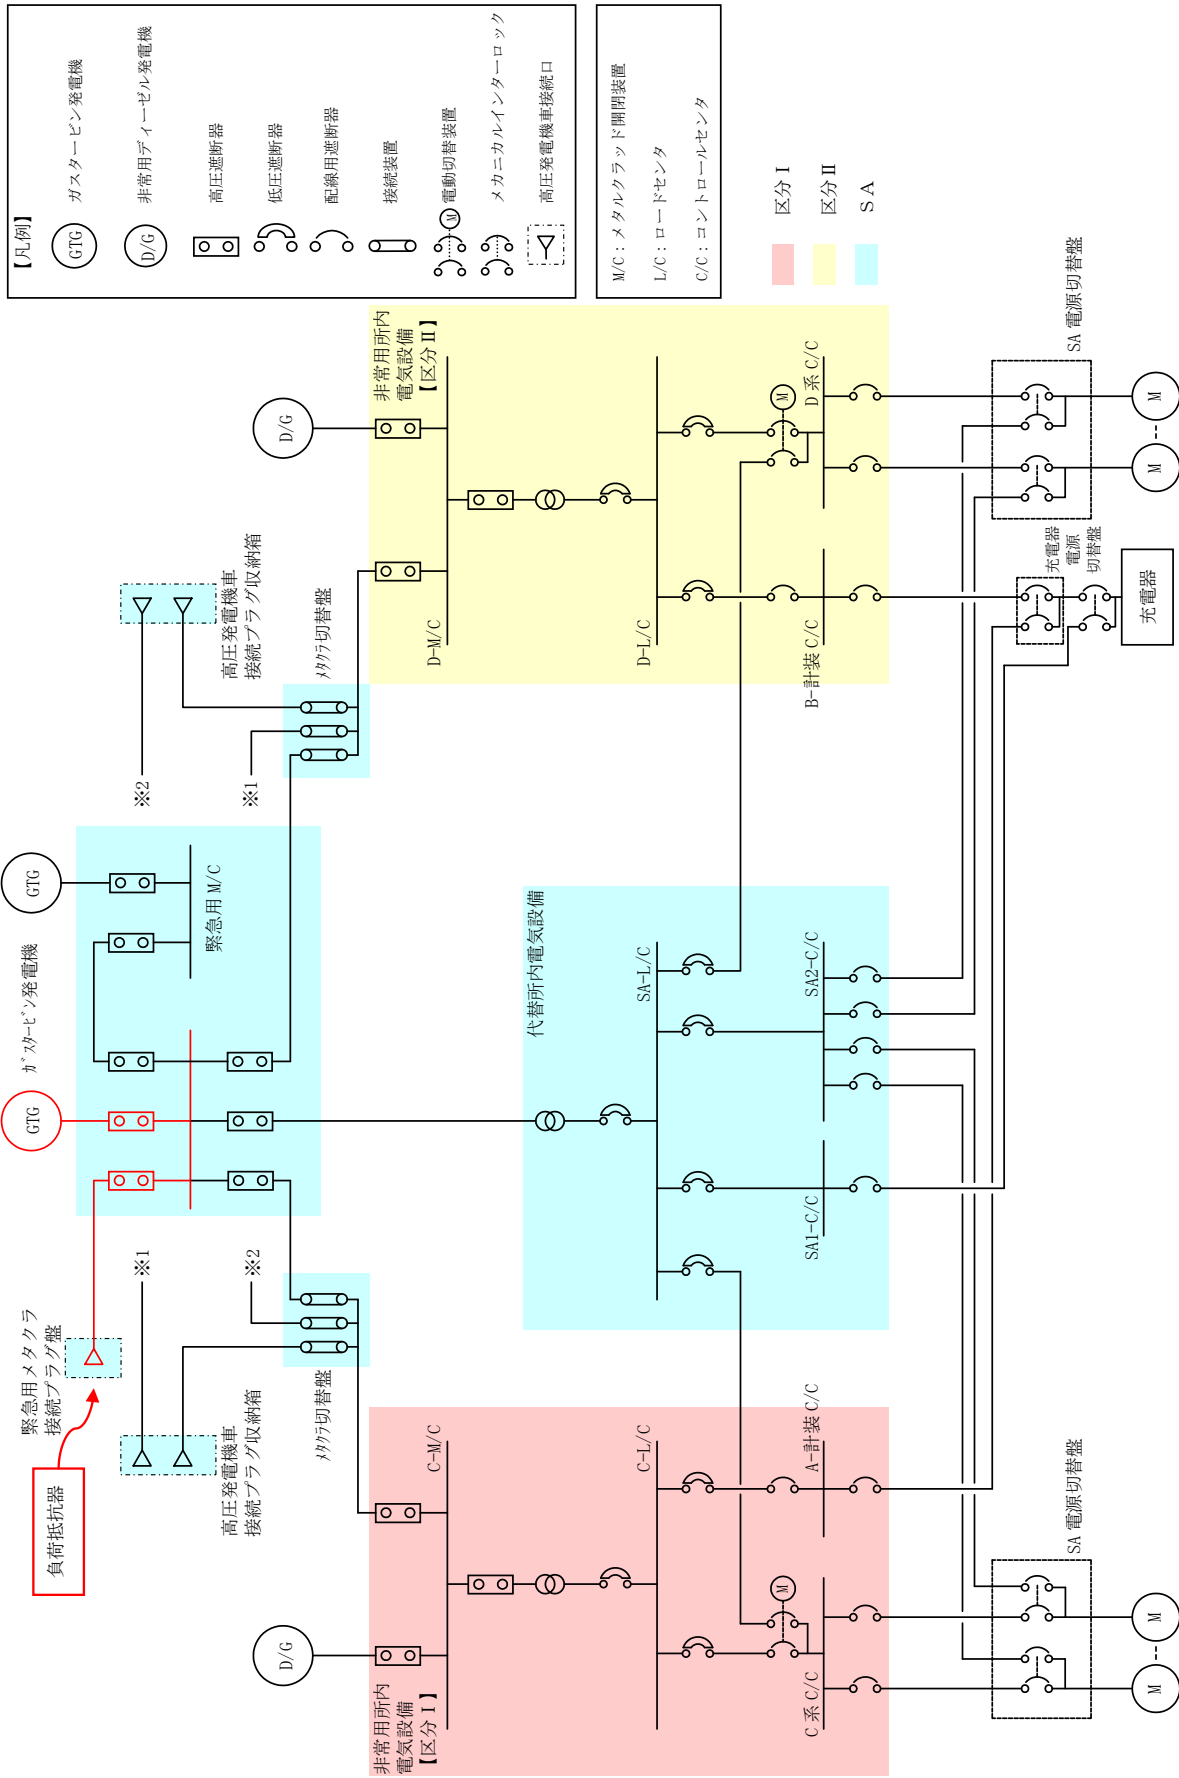 【凡例】
GTG
ガスタービン発電機
D/G
非常用ディーゼル発電機
高圧遮断器
低圧遮断器
配線用遮断器
接続装置
M
電動切替装置
メカニカルインターロック
高圧発電機車接続口
M/C：メタルクラッド開閉装置
L/C：ロードセンタ
C/C：コントロールセンタ
区分Ⅰ
区分Ⅱ
ＳＡ
負荷抵抗器
緊急用メタクラ
接続プラグ盤
GTG
ｶﾞｽﾀｰﾋﾞﾝ発電機
GTG
緊急用 M/C
※1
※2
高圧発電機車
接続プラグ収納箱
ﾒﾀｸﾗ切替盤
※2
※1
高圧発電機車
接続プラグ収納箱
ﾒﾀｸﾗ切替盤
D/G
非常用所内
電気設備
【区分Ⅰ】
C-M/C
C-L/C
M
C 系 C/C
A-計装 C/C
代替所内電気設備
SA-L/C
SA1-C/C
SA2-C/C
D/G
非常用所内
電気設備
【区分Ⅱ】
D-M/C
D-L/C
M
B-計装 C/C
D 系 C/C
SA 電源切替盤
M
M
充電器
電源
切替盤
充電器
SA 電源切替盤
M
M